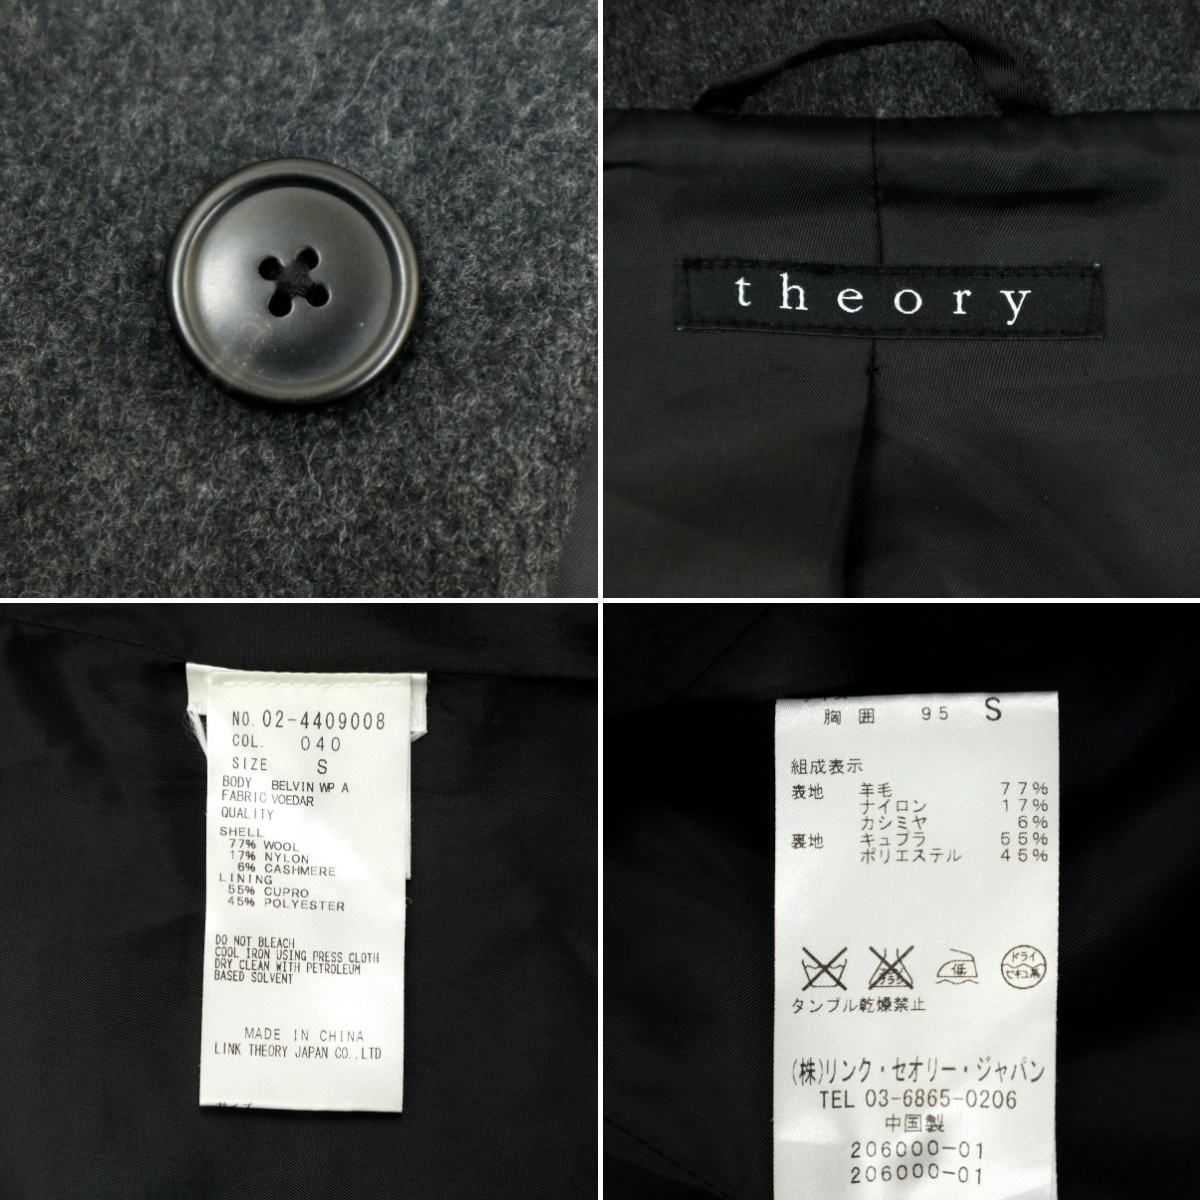 theory
NO. 02-4409008
COL. 040
SIZE S
BODY BELVIN WP A
FABRIC VOEDAR
QUALITY
SHELL
77% WOOL
17% NYLON
6% CASHMERE
LINING
55% CUPRO
45% POLYESTER
DO NOT BLEACH
COOL IRON USING PRESS CLOTH
DRY CLEAN WITH PETROLEUM
BASED SOLVENT
MADE IN CHINA
LINK THEORY JAPAN CO.,LTD
胸囲 95 S
組成表示
表地 羊毛 77%
ナイロン 17%
カシミヤ 6%
裏地 キュプラ 55%
ポリエステル 45%
低
ドライ
セキユ系
タンブル乾燥禁止
(株)リンク・セオリー・ジャパン
TEL 03-6865-0206
中国製
206000-01
206000-01